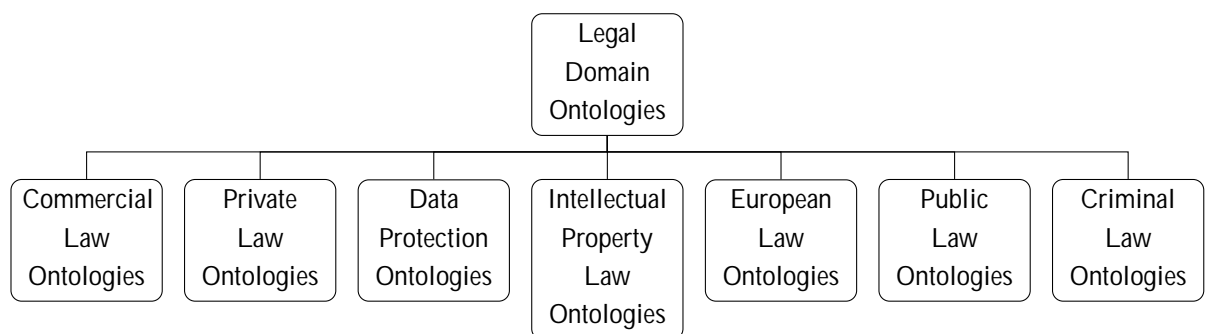 Legal
Domain
Ontologies
Commercial
Law
Ontologies
Private
Law
Ontologies
Data
Protection
Ontologies
Intellectual
Property
Law
Ontologies
European
Law
Ontologies
Public
Law
Ontologies
Criminal
Law
Ontologies